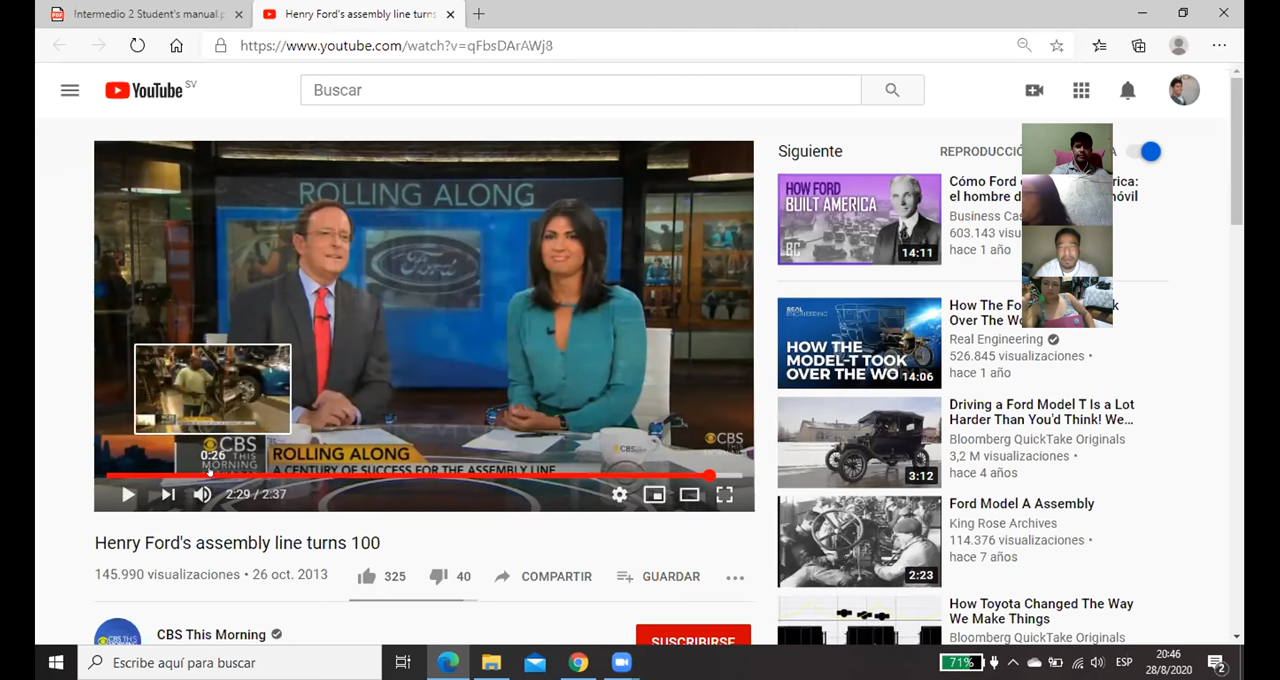 Intermedio 2 Student's manual.p
Henry Ford's assembly line turns
https://www.youtube.com/watch?v=qFbsDArAWj8
YouTube SV
Buscar
ROLLING ALONG
Ford
0:26
CBS
THIS
MORNING
ROLLING ALONG
A CENTURY OF SUCCESS FOR THE ASSEMBLY LINE
CBS
CBS
2:29 / 2:37
Henry Ford's assembly line turns 100
145.990 visualizaciones • 26 oct. 2013
325
40
COMPARTIR
GUARDAR
CBS This Morning
SUSCRIBIRSE
Siguiente
HOW FORD
BUILT AMERICA
BC
14:11
Cómo Ford
el hombre d
Business Cas
603.143 visu
hace 1 año
REAL
ENGINEERING
HOW THE
MODEL-T TOOK
OVER THE WO
14:06
How The Fo
Over The Wo
Real Engineering
526.845 visualizaciones •
hace 1 año
3:12
Driving a Ford Model T Is a Lot
Harder Than You'd Think! We...
Bloomberg QuickTake Originals
3,2 M visualizaciones •
hace 4 años
2:23
Ford Model A Assembly
King Rose Archives
114.376 visualizaciones •
hace 7 años
How Toyota Changed The Way
We Make Things
Bloomberg QuickTake Originals
Escribe aquí para buscar
71%
ESP
20:46
28/8/2020
2